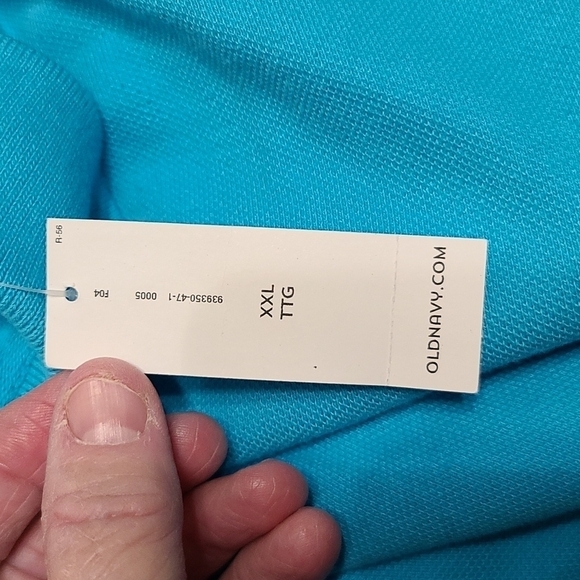 R-56
F04
0005
939350-47-1
XXL
TTG
OLDNAVY.COM